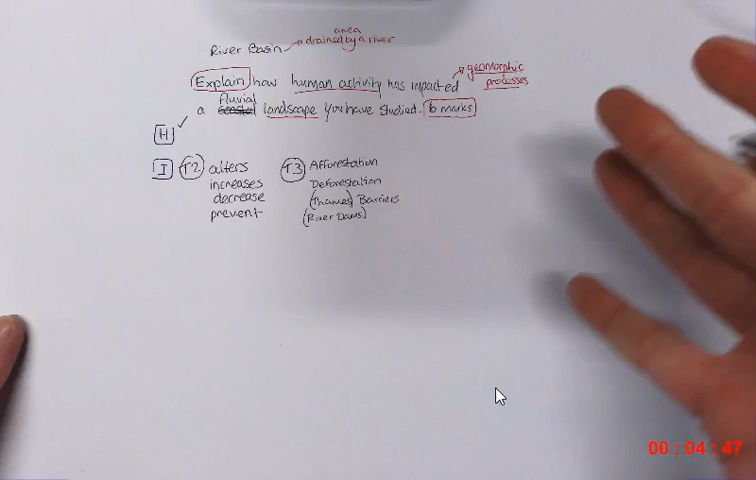 area
River Basin drained by a river
geomorphic
Explain how human activity has impacted processes
fluvial
a coastal landscape you have studied. 6 marks
H ✓
I T2 alters T3 Afforestation
increases Deforestation
decrease (Thames) Barriers
prevent (River Dams)
00:04:47